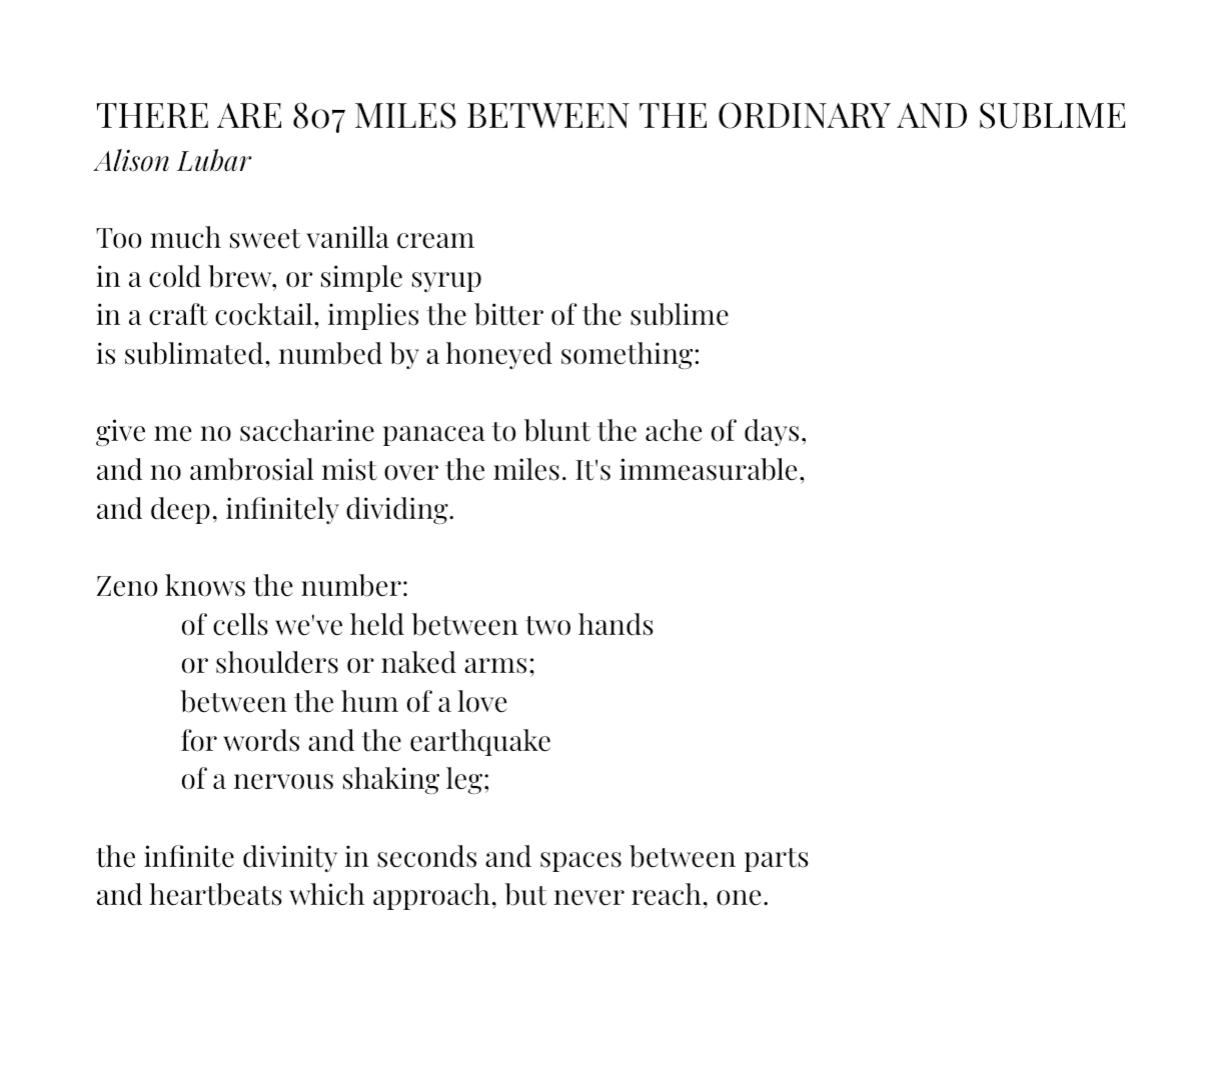 THERE ARE 807 MILES BETWEEN THE ORDINARY AND SUBLIME
Alison Lubar
Too much sweet vanilla cream
in a cold brew, or simple syrup
in a craft cocktail, implies the bitter of the sublime
is sublimated, numbed by a honeyed something:
give me no saccharine panacea to blunt the ache of days,
and no ambrosial mist over the miles. It's immeasurable,
and deep, infinitely dividing.
Zeno knows the number:
of cells we've held between two hands
or shoulders or naked arms;
between the hum of a love
for words and the earthquake
of a nervous shaking leg;
the infinite divinity in seconds and spaces between parts
and heartbeats which approach, but never reach, one.